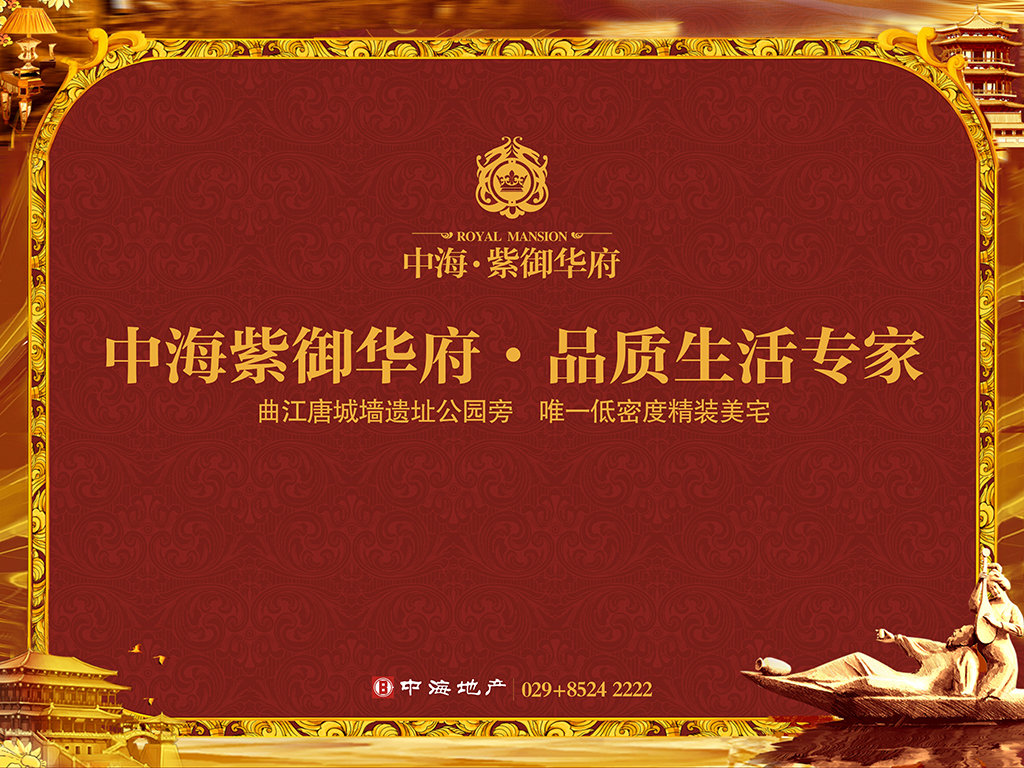 ROYAL MANSION
中海·紫御华府
中海紫御华府·品质生活专家
曲江唐城墙遗址公园旁　唯一低密度精装美宅
中海地产 029+8524 2222